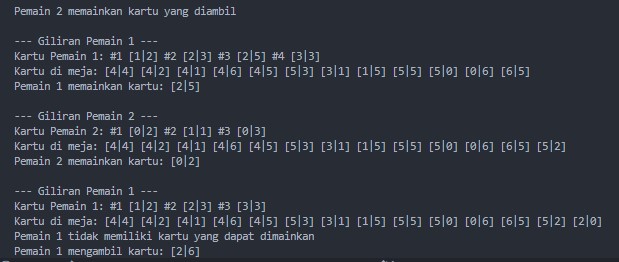 Pemain 2 memainkan kartu yang diambil
--- Giliran Pemain 1 ---
Kartu Pemain 1: #1 [1|2] #2 [2|3] #3 [2|5] #4 [3|3]
Kartu di meja: [4|4] [4|2] [4|1] [4|6] [4|5] [5|3] [3|1] [1|5] [5|5] [5|0] [0|6] [6|5]
Pemain 1 memainkan kartu: [2|5]
--- Giliran Pemain 2 ---
Kartu Pemain 2: #1 [0|2] #2 [1|1] #3 [0|3]
Kartu di meja: [4|4] [4|2] [4|1] [4|6] [4|5] [5|3] [3|1] [1|5] [5|5] [5|0] [0|6] [6|5] [5|2]
Pemain 2 memainkan kartu: [0|2]
--- Giliran Pemain 1 ---
Kartu Pemain 1: #1 [1|2] #2 [2|3] #3 [3|3]
Kartu di meja: [4|4] [4|2] [4|1] [4|6] [4|5] [5|3] [3|1] [1|5] [5|5] [5|0] [0|6] [6|5] [5|2] [2|0]
Pemain 1 tidak memiliki kartu yang dapat dimainkan
Pemain 1 mengambil kartu: [2|6]